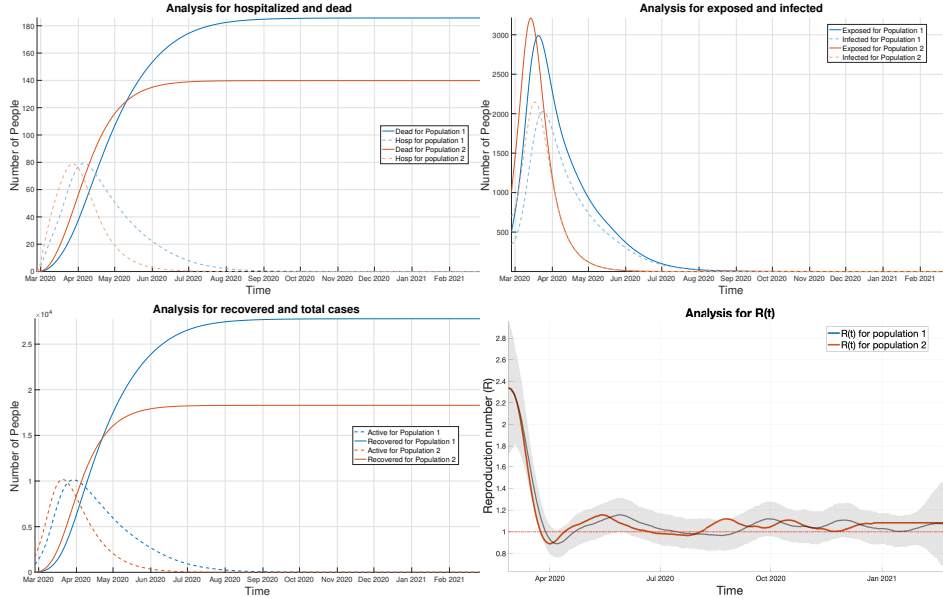 Analysis for hospitalized and dead
Number of People
180
160
140
120
100
80
60
40
20
0
Dead for Population 1
Hosp for population 1
Dead for Population 2
Hosp for population 2
Mar 2020 Apr 2020 May 2020 Jun 2020 Jul 2020 Aug 2020 Sep 2020 Oct 2020 Nov 2020 Dec 2020 Jan 2021 Feb 2021
Time
Analysis for exposed and infected
Number of People
3000
2500
2000
1500
1000
500
Exposed for Population 1
Infected for Population 1
Exposed for Population 2
Infected for Population 2
Mar 2020 Apr 2020 May 2020 Jun 2020 Jul 2020 Aug 2020 Sep 2020 Oct 2020 Nov 2020 Dec 2020 Jan 2021 Feb 2021
Time
Analysis for recovered and total cases
×10⁴
Number of People
2.5
2
1.5
1
0.5
0
Active for Population 1
Recovered for Population 1
Active for Population 2
Recovered for Population 2
Mar 2020 Apr 2020 May 2020 Jun 2020 Jul 2020 Aug 2020 Sep 2020 Oct 2020 Nov 2020 Dec 2020 Jan 2021 Feb 2021
Time
Analysis for R(t)
Reproduction number (R)
2.8
2.6
2.4
2.2
2
1.8
1.6
1.4
1.2
1
0.8
R(t) for population 1
R(t) for population 2
Apr 2020 Jul 2020 Oct 2020 Jan 2021
Time